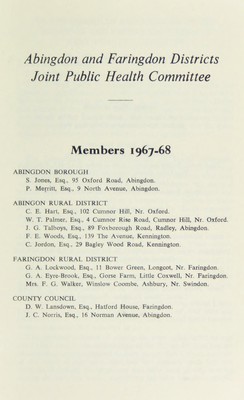 Abingdon and Faringdon Districts
Joint Public Health Committee
Members 1967-68
ABINGDON BOROUGH
S. Jones, Esq., 95 Oxford Road, Abingdon.
P. Merritt, Esq., 9 North Avenue, Abingdon.
ABINGON RURAL DISTRICT
C. E. Hart, Esq., 102 Cumnor Hill, Nr. Oxford.
W. T. Palmer, Esq., 4 Cumnor Rise Road, Cumnor Hill, Nr. Oxford.
J. G. Talboys, Esq., 89 Foxborough Road, Radley, Abingdon.
F. E. Woods, Esq., 139 The Avenue, Kennington.
C. Jordon, Esq., 29 Bagley Wood Road, Kennington.
FARINGDON RURAL DISTRICT
G. A. Lockwood, Esq., 11 Bower Green, Longcot, Nr. Faringdon.
G. A. Eyre-Brook, Esq., Gorse Farm, Little Coxwell, Nr. Faringdon.
Mrs. F. G. Walker, Winslow Coombe, Ashbury, Nr. Swindon.
COUNTY COUNCIL
D. W. Lansdown, Esq., Hatford House, Faringdon.
J. C. Norris, Esq., 16 Norman Avenue, Abingdon.